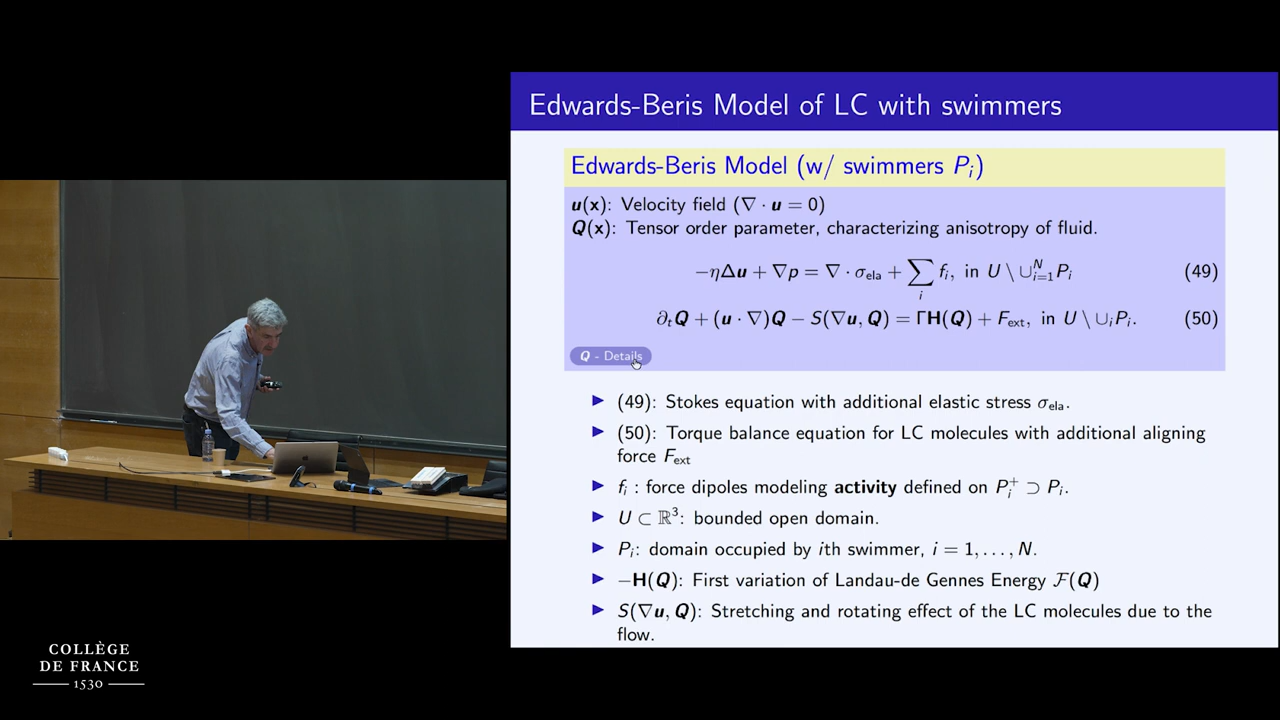 Edwards-Beris Model of LC with swimmers
Edwards-Beris Model (w/ swimmers Pᵢ)
u(x): Velocity field (∇ · u = 0)
Q(x): Tensor order parameter, characterizing anisotropy of fluid.
−ηΔu + ∇p = ∇ · σ_ela + ∑_i f_i, in U \ ∪_{i=1}^N P_i (49)
∂_t Q + (u · ∇)Q − S(∇u, Q) = ΓH(Q) + F_ext, in U \ ∪_i P_i. (50)
Q - Details
▶ (49): Stokes equation with additional elastic stress σ_ela.
▶ (50): Torque balance equation for LC molecules with additional aligning
force F_ext
▶ f_i : force dipoles modeling activity defined on P_i^+ ⊃ P_i.
▶ U ⊂ ℝ³: bounded open domain.
▶ P_i: domain occupied by ith swimmer, i = 1, . . . , N.
▶ −H(Q): First variation of Landau-de Gennes Energy ℱ(Q)
▶ S(∇u, Q): Stretching and rotating effect of the LC molecules due to the
flow.
COLLÈGE
DE FRANCE
1530